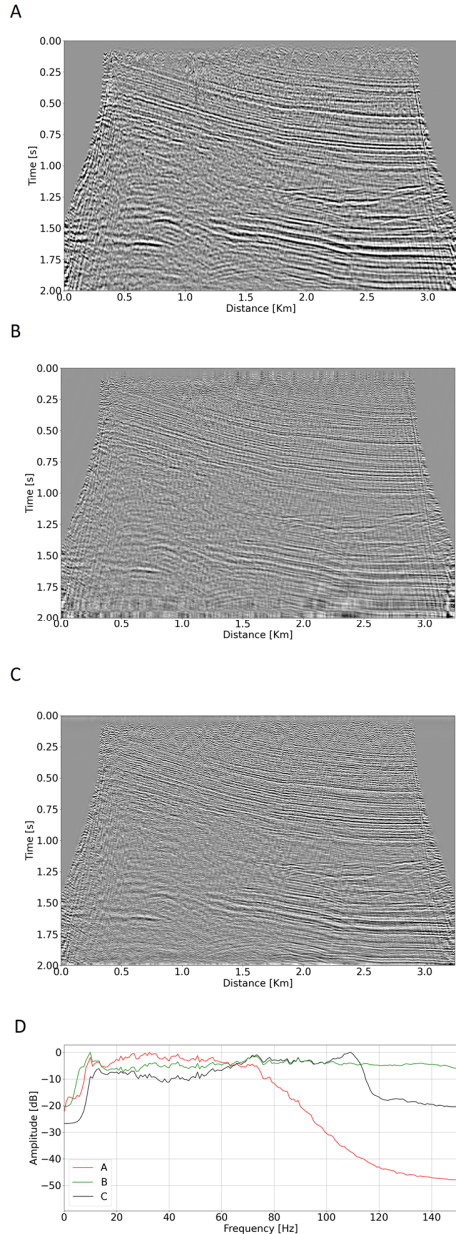 A
0.00
0.25
0.50
0.75
1.00
1.25
1.50
1.75
2.00
Time [s]
0.0 0.5 1.0 1.5 2.0 2.5 3.0
Distance [Km]
B
0.00
0.25
0.50
0.75
1.00
1.25
1.50
1.75
2.00
Time [s]
0.0 0.5 1.0 1.5 2.0 2.5 3.0
Distance [Km]
C
0.00
0.25
0.50
0.75
1.00
1.25
1.50
1.75
2.00
Time [s]
0.0 0.5 1.0 1.5 2.0 2.5 3.0
Distance [Km]
D
0
−10
−20
−30
−40
−50
Amplitude [dB]
A
B
C
0 20 40 60 80 100 120 140
Frequency [Hz]